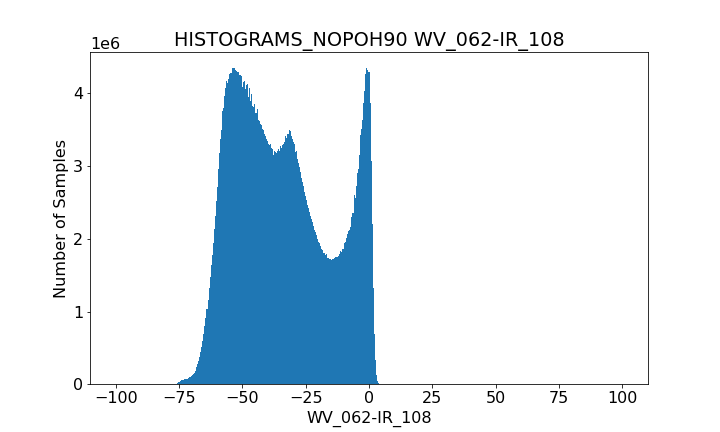 HISTOGRAMS_NOPOH90 WV_062-IR_108
1e6
4
3
2
1
0
Number of Samples
−100 −75 −50 −25 0 25 50 75 100
WV_062-IR_108